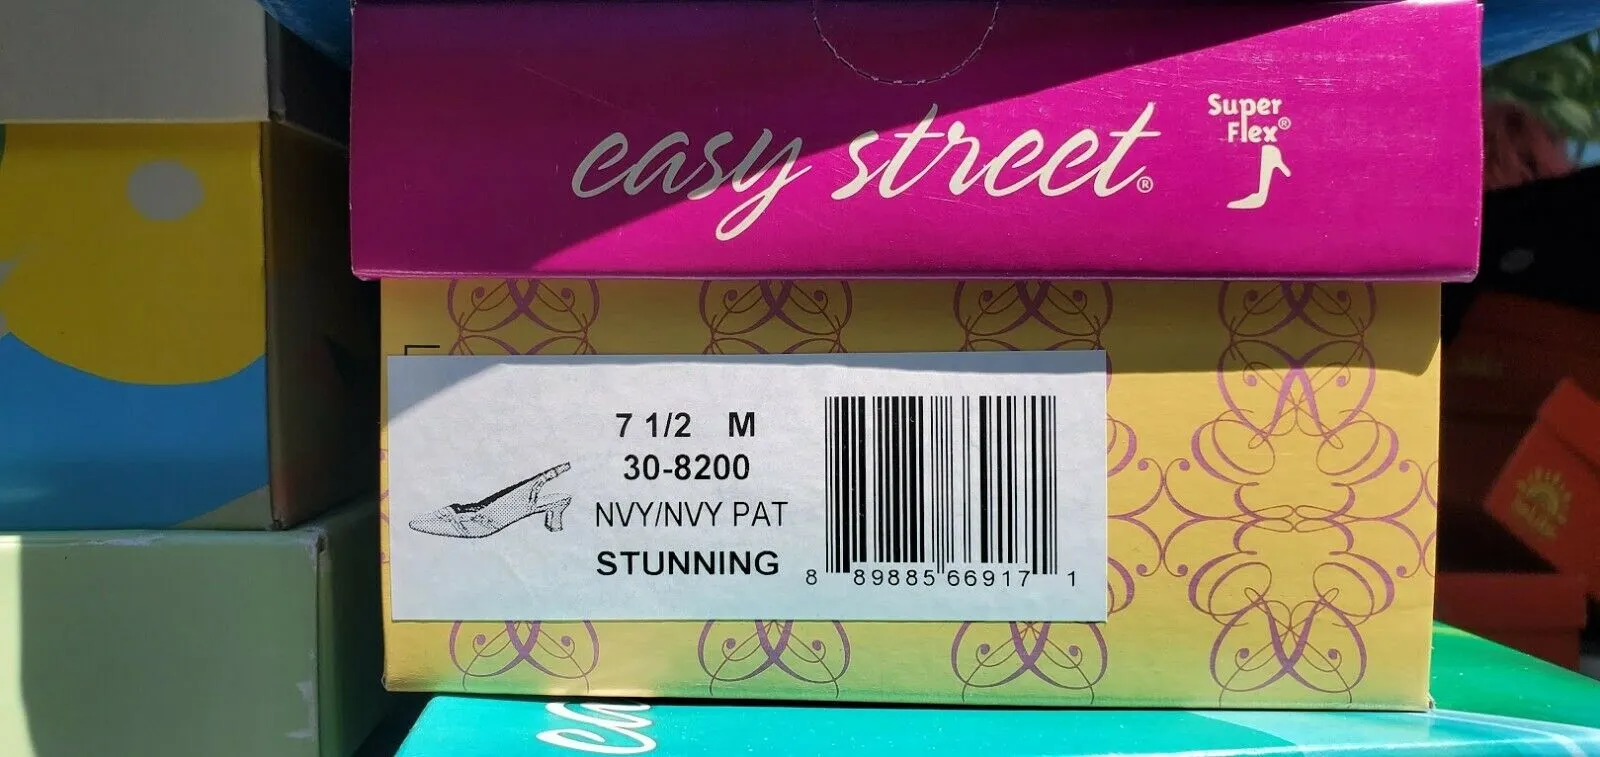 easy street®
Super
Flex®
7 1/2 M
30-8200
NVY/NVY PAT
STUNNING
8 89885 66917 1